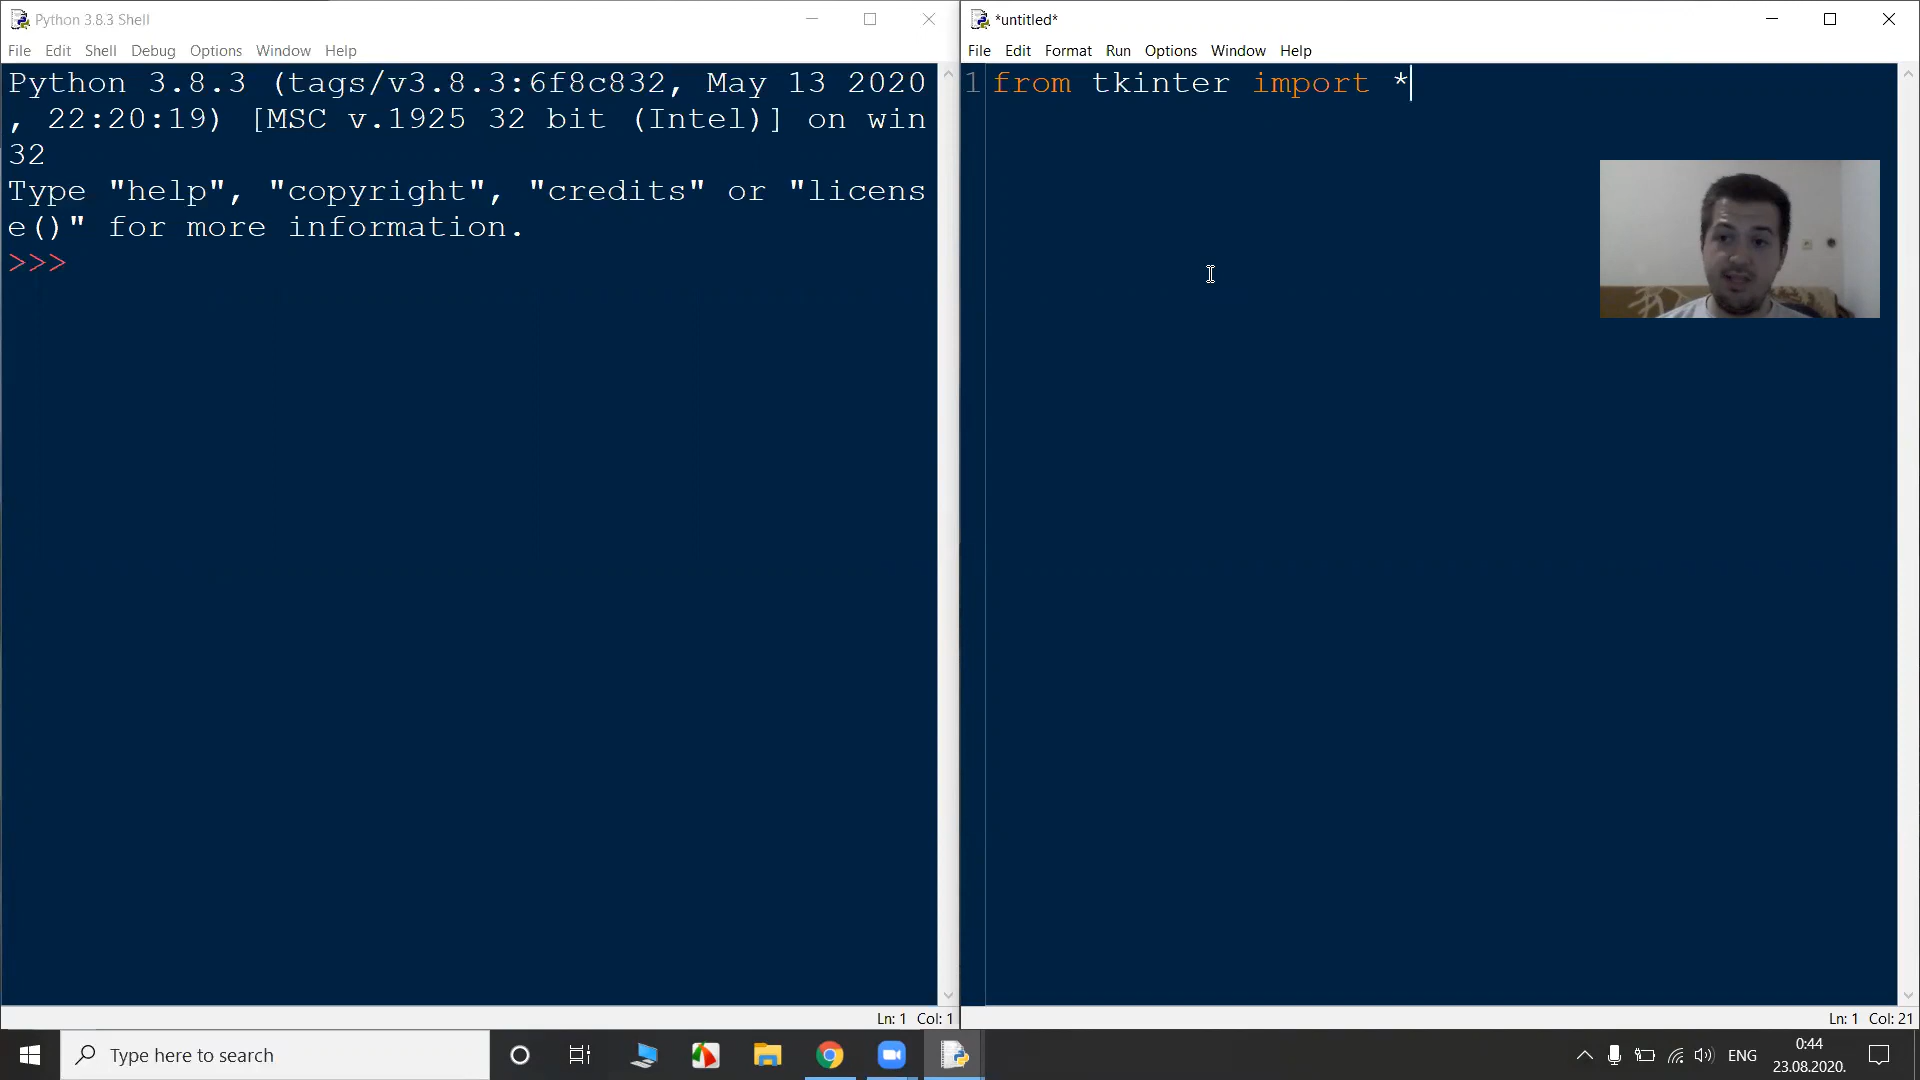 Python 3.8.3 Shell
File Edit Shell Debug Options Window Help
Python 3.8.3 (tags/v3.8.3:6f8c832, May 13 2020
, 22:20:19) [MSC v.1925 32 bit (Intel)] on win
32
Type "help", "copyright", "credits" or "licens
e()" for more information.
>>>
Ln: 1 Col: 1
*untitled*
File Edit Format Run Options Window Help
1 from tkinter import *
Ln: 1 Col: 21
Type here to search
ENG
0:44
23.08.2020.